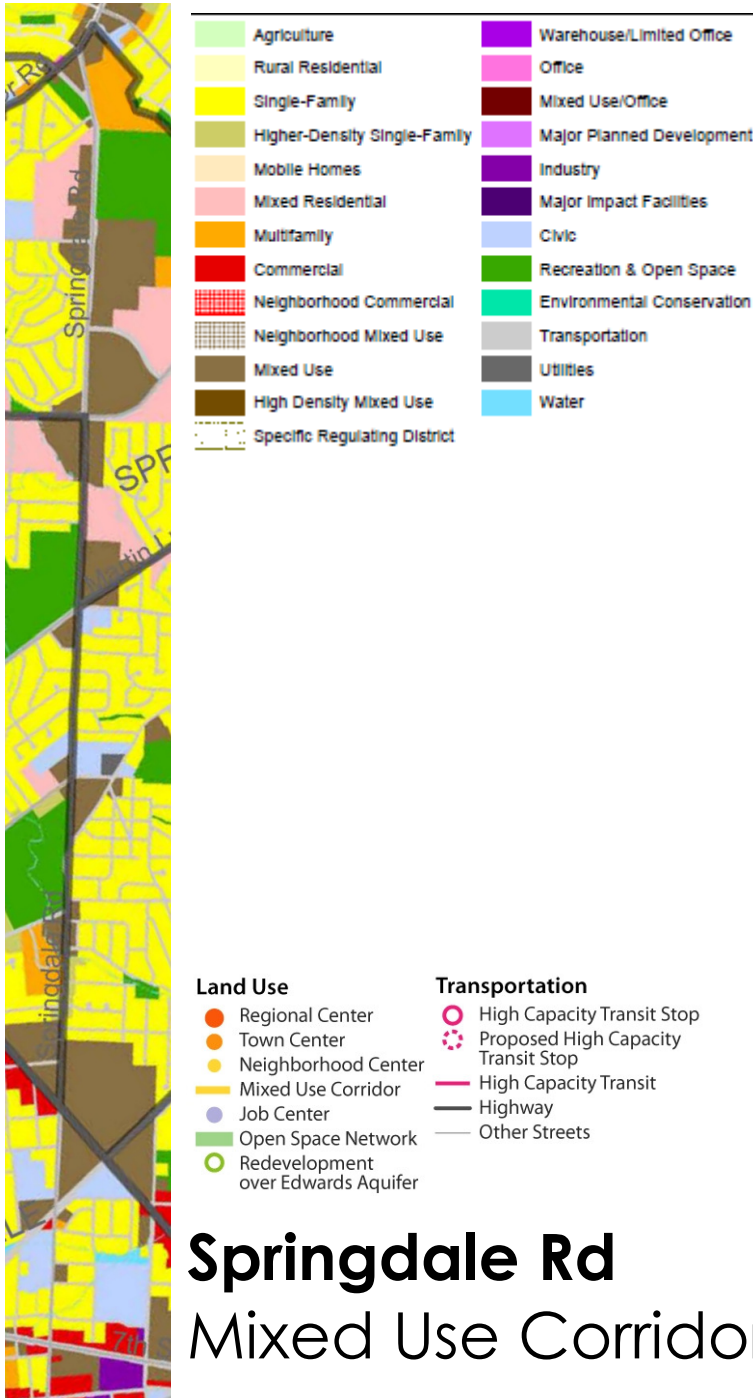 Agriculture
Rural Residential
Single-Family
Higher-Density Single-Family
Mobile Homes
Mixed Residential
Multifamily
Commercial
Neighborhood Commercial
Neighborhood Mixed Use
Mixed Use
High Density Mixed Use
Specific Regulating District
Warehouse/Limited Office
Office
Mixed Use/Office
Major Planned Development
Industry
Major Impact Facilities
Civic
Recreation & Open Space
Environmental Conservation
Transportation
Utilities
Water
Rd
Springdale Rd
SPR
Martin L
Springdale Rd
LE
7th S
Land Use
Regional Center
Town Center
Neighborhood Center
Mixed Use Corridor
Job Center
Open Space Network
Redevelopment
over Edwards Aquifer
Transportation
High Capacity Transit Stop
Proposed High Capacity
Transit Stop
High Capacity Transit
Highway
Other Streets
Springdale Rd
Mixed Use Corridor